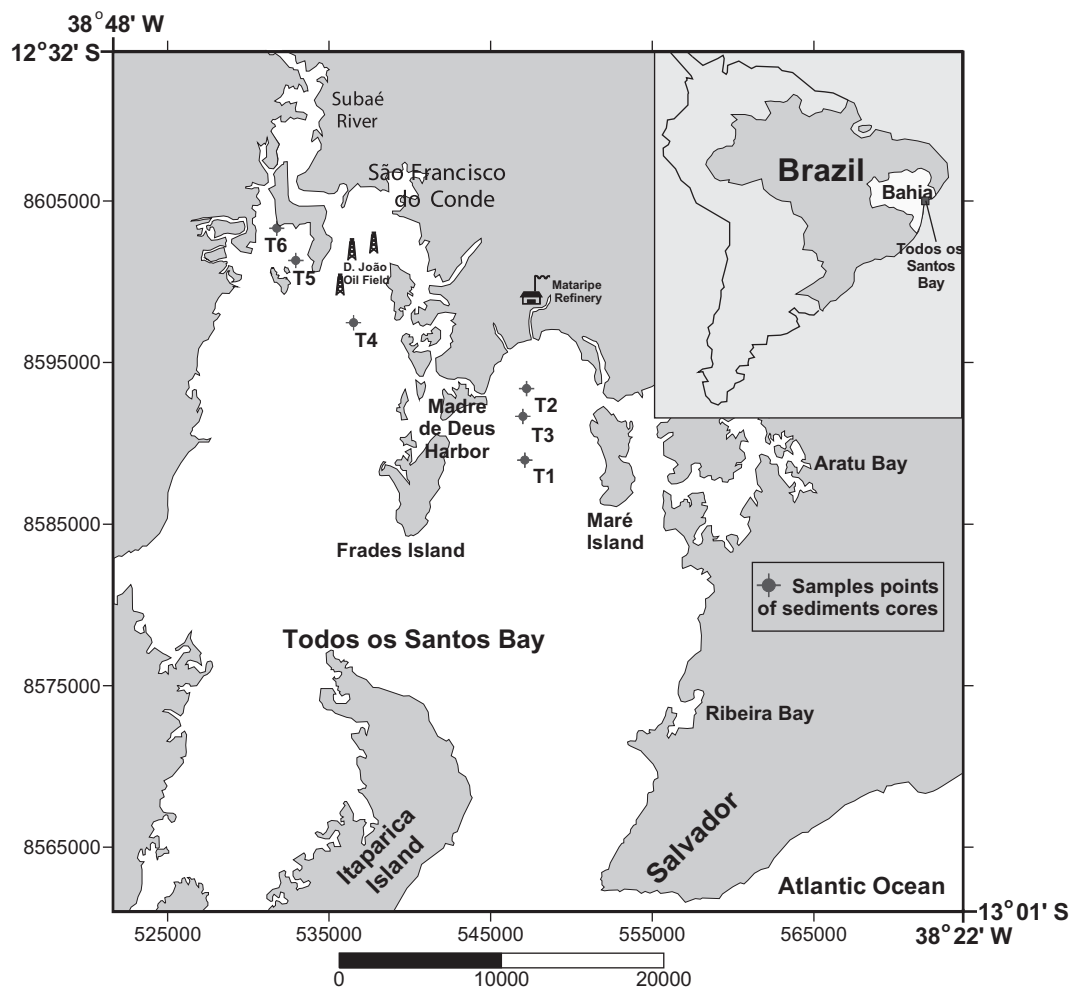 38°48' W
12°32' S
Subaé
River
São Francisco
do Conde
Brazil
Bahia
Todos os
Santos
Bay
8605000
T6
T5
D. João
Oil Field
Mataripe
Refinery
T4
8595000
T2
T3
T1
Madre
de Deus
Harbor
Aratu Bay
8585000
Maré
Island
Frades Island
Samples points
of sediments cores
Todos os Santos Bay
8575000
Ribeira Bay
Itaparica
Island
Salvador
8565000
Atlantic Ocean
13°01' S
38°22' W
525000
535000
545000
555000
565000
0
10000
20000